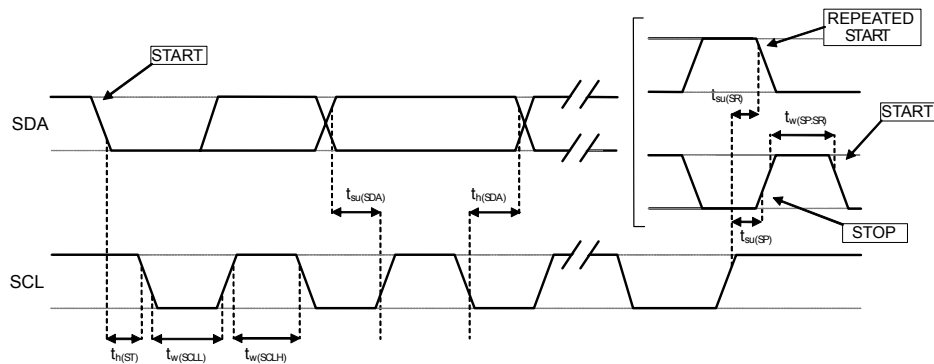 REPEATED
START
START
SDA
t_su(SR)
t_w(SP:SR)
START
t_su(SDA)
t_h(SDA)
t_su(SP)
STOP
SCL
t_h(ST)
t_w(SCLL)
t_w(SCLH)